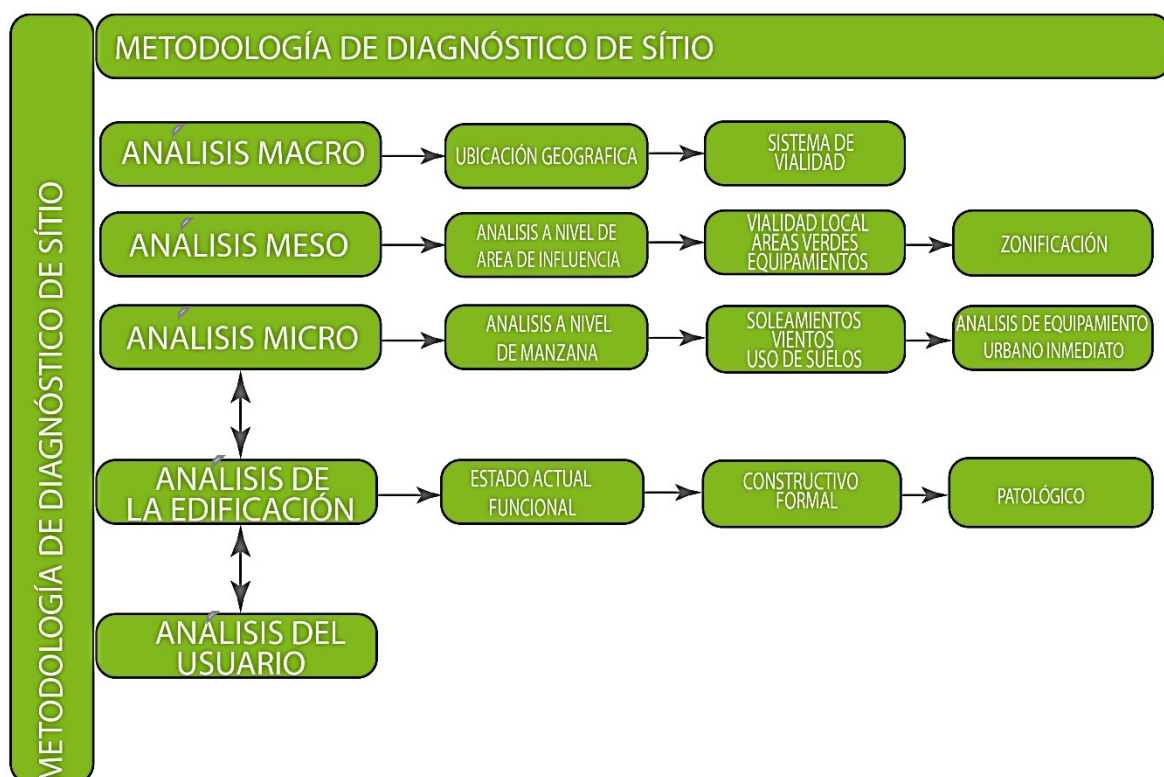 METODOLOGÍA DE DIAGNÓSTICO DE SÍTIO
METODOLOGÍA DE DIAGNÓSTICO DE SÍTIO
ANÁLISIS MACRO
UBICACIÓN GEOGRAFICA
SISTEMA DE
VIALIDAD
ANÁLISIS MESO
ANALISIS A NIVEL DE
AREA DE INFLUENCIA
VIALIDAD LOCAL
AREAS VERDES
EQUIPAMIENTOS
ZONIFICACIÓN
ANÁLISIS MICRO
ANALISIS A NIVEL
DE MANZANA
SOLEAMIENTOS
VIENTOS
USO DE SUELOS
ANALISIS DE EQUIPAMIENTO
URBANO INMEDIATO
ANÁLISIS DE
LA EDIFICACIÓN
ESTADO ACTUAL
FUNCIONAL
CONSTRUCTIVO
FORMAL
PATOLÓGICO
ANÁLISIS DEL
USUARIO